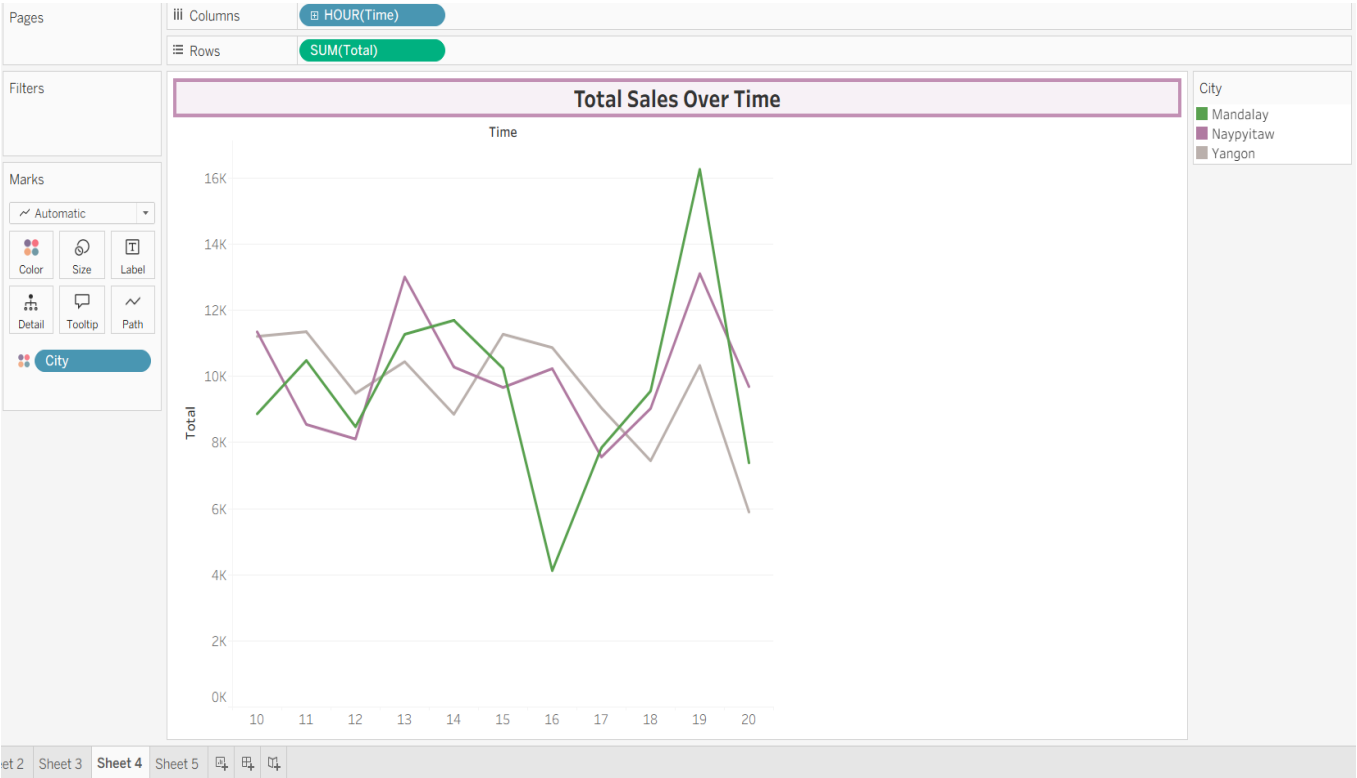 Pages
Columns
HOUR(Time)
Rows
SUM(Total)
Filters
Marks
Automatic
Color
Size
Label
Detail
Tooltip
Path
City
Total Sales Over Time
Time
Total
16K
14K
12K
10K
8K
6K
4K
2K
0K
10 11 12 13 14 15 16 17 18 19 20
City
Mandalay
Naypyitaw
Yangon
et 2 Sheet 3 Sheet 4 Sheet 5